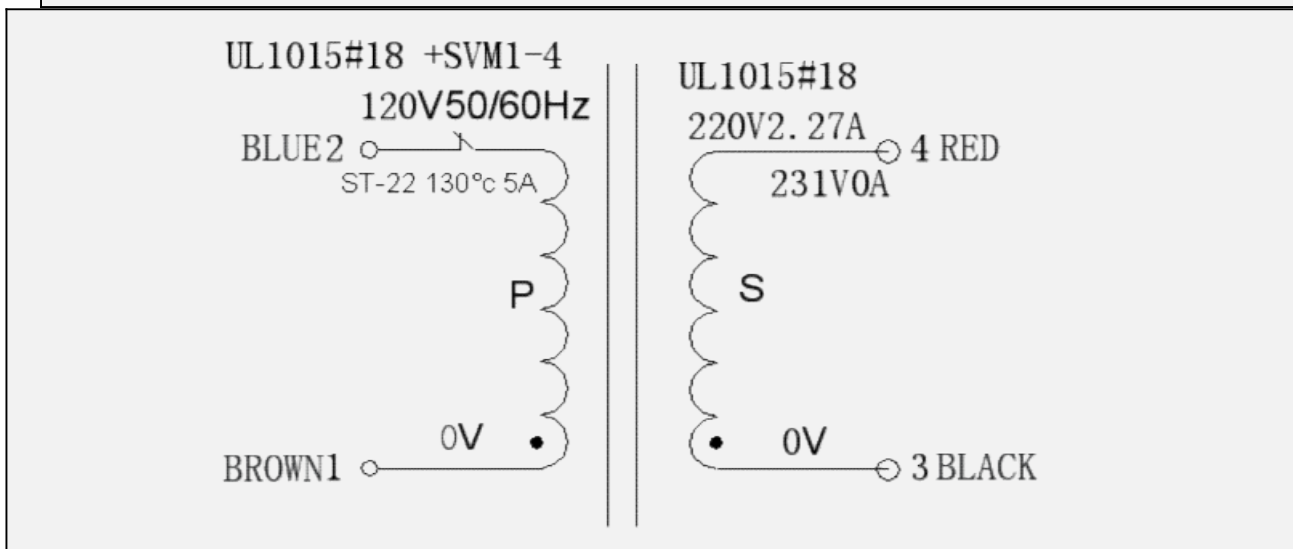 UL1015#18 +SVM1-4
120V50/60Hz
BLUE2
ST-22 130°c 5A
P
0V
BROWN1
UL1015#18
220V2.27A
4 RED
231V0A
S
0V
3 BLACK